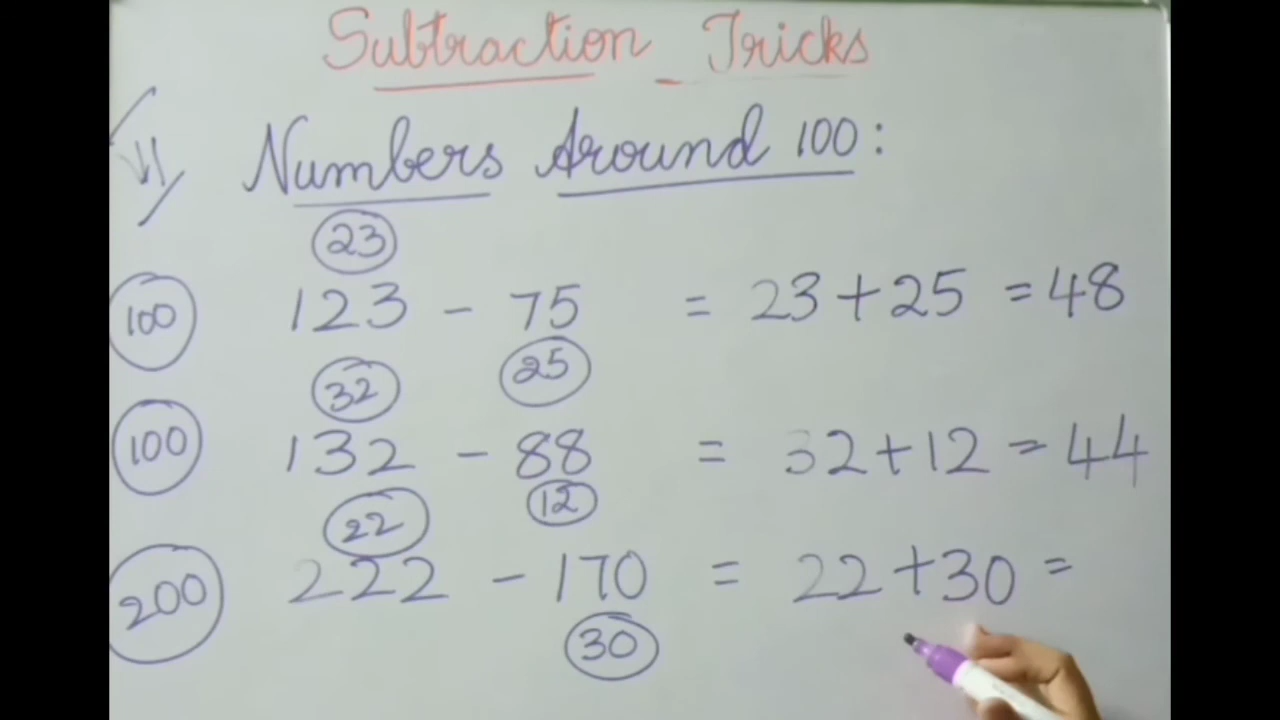 Subtraction Tricks
Numbers Around 100:
23
100 123 - 75 = 23+25 =48
32 25
100 132 - 88 = 32+12=44
22 12
200 222 - 170 = 22+30 =
30